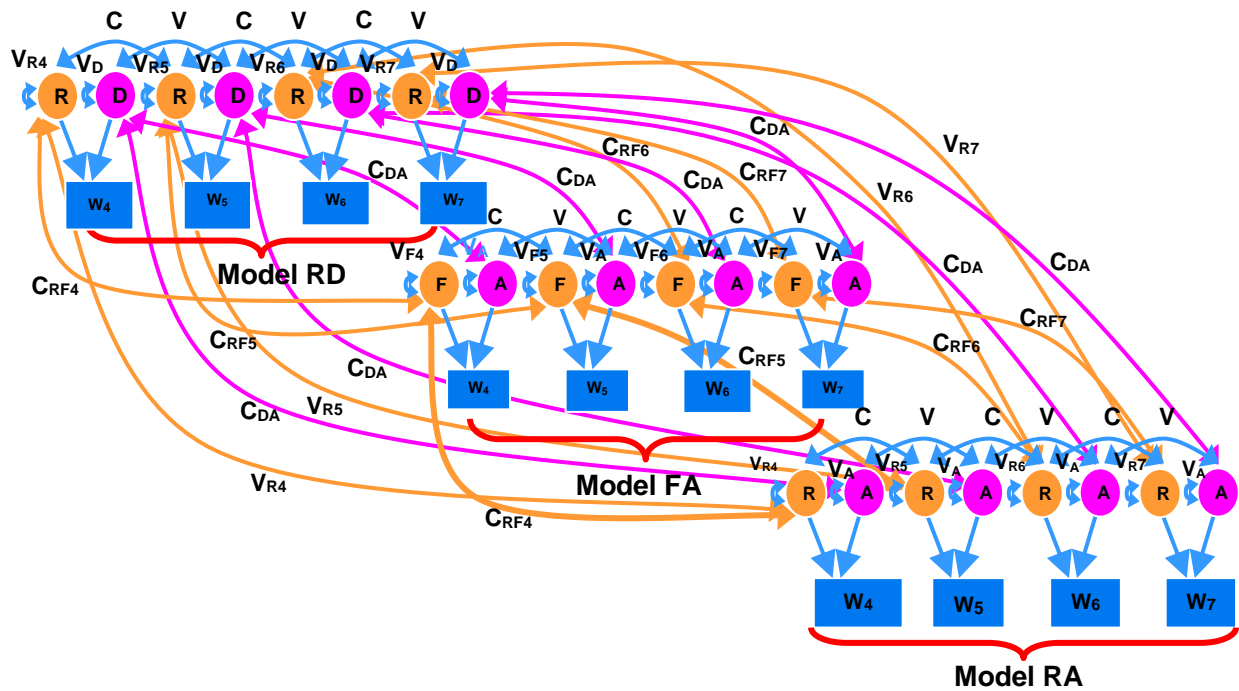 C V C V C V
VR4 VD VR5 VD VR6 VD VR7 VD
R D R D R D R D
CDA
CRF6
CRF7
VR7
CDA CDA CDA
VR6
W4 W5 W6 W7
C V C V C V
Model RD
VF4 VA VF5 VA VF6 VA VF7 VA
CDA CDA
CRF4
F A F A F A F A
CRF5
CRF7
CRF6
CRF5
CDA
W4 W5 W6 W7
CDA
VR5
C V C V C V
VR4 VA VR5 VA VR6 VA VR7 VA
VR4
Model FA
R A R A R A R A
CRF4
W4 W5 W6 W7
Model RA